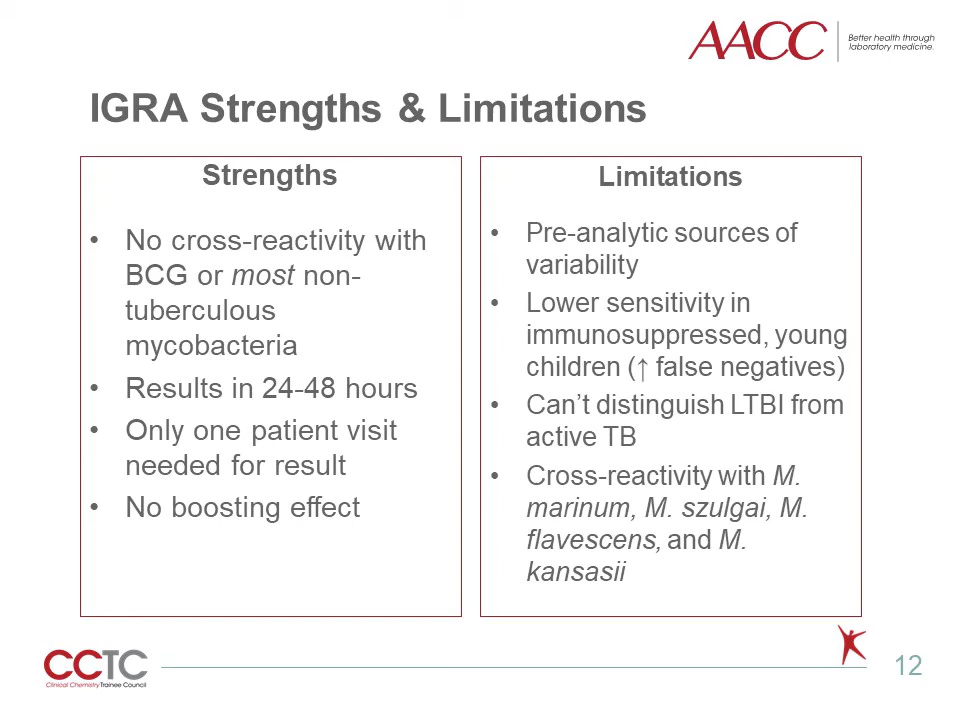 AACC
Better health through
laboratory medicine.
IGRA Strengths & Limitations
Strengths
• No cross-reactivity with
BCG or most non-
tuberculous
mycobacteria
• Results in 24-48 hours
• Only one patient visit
needed for result
• No boosting effect
Limitations
• Pre-analytic sources of
variability
• Lower sensitivity in
immunosuppressed, young
children (↑ false negatives)
• Can’t distinguish LTBI from
active TB
• Cross-reactivity with M.
marinum, M. szulgai, M.
flavescens, and M.
kansasii
CCTC
Clinical Chemistry Trainee Council
12